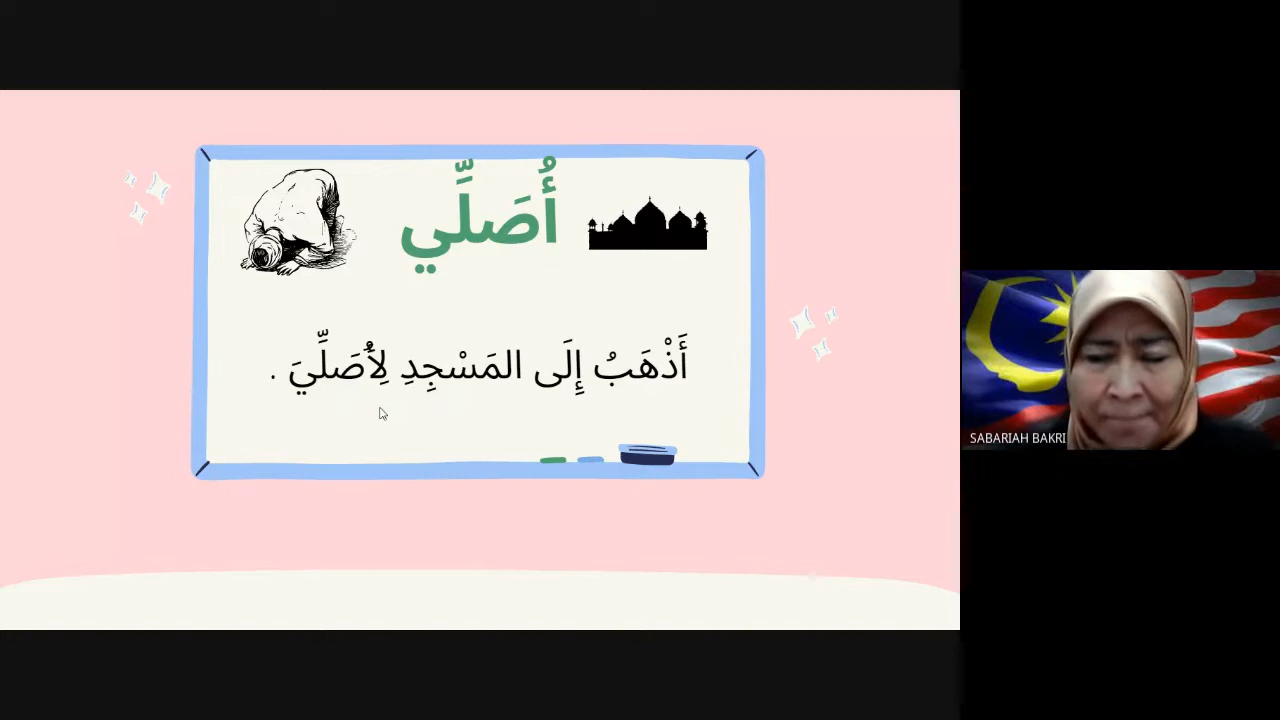 أُصَلِّي
أَذْهَبُ إِلَى المَسْجِدِ لِأُصَلِّيَ .
SABARIAH BAKRI